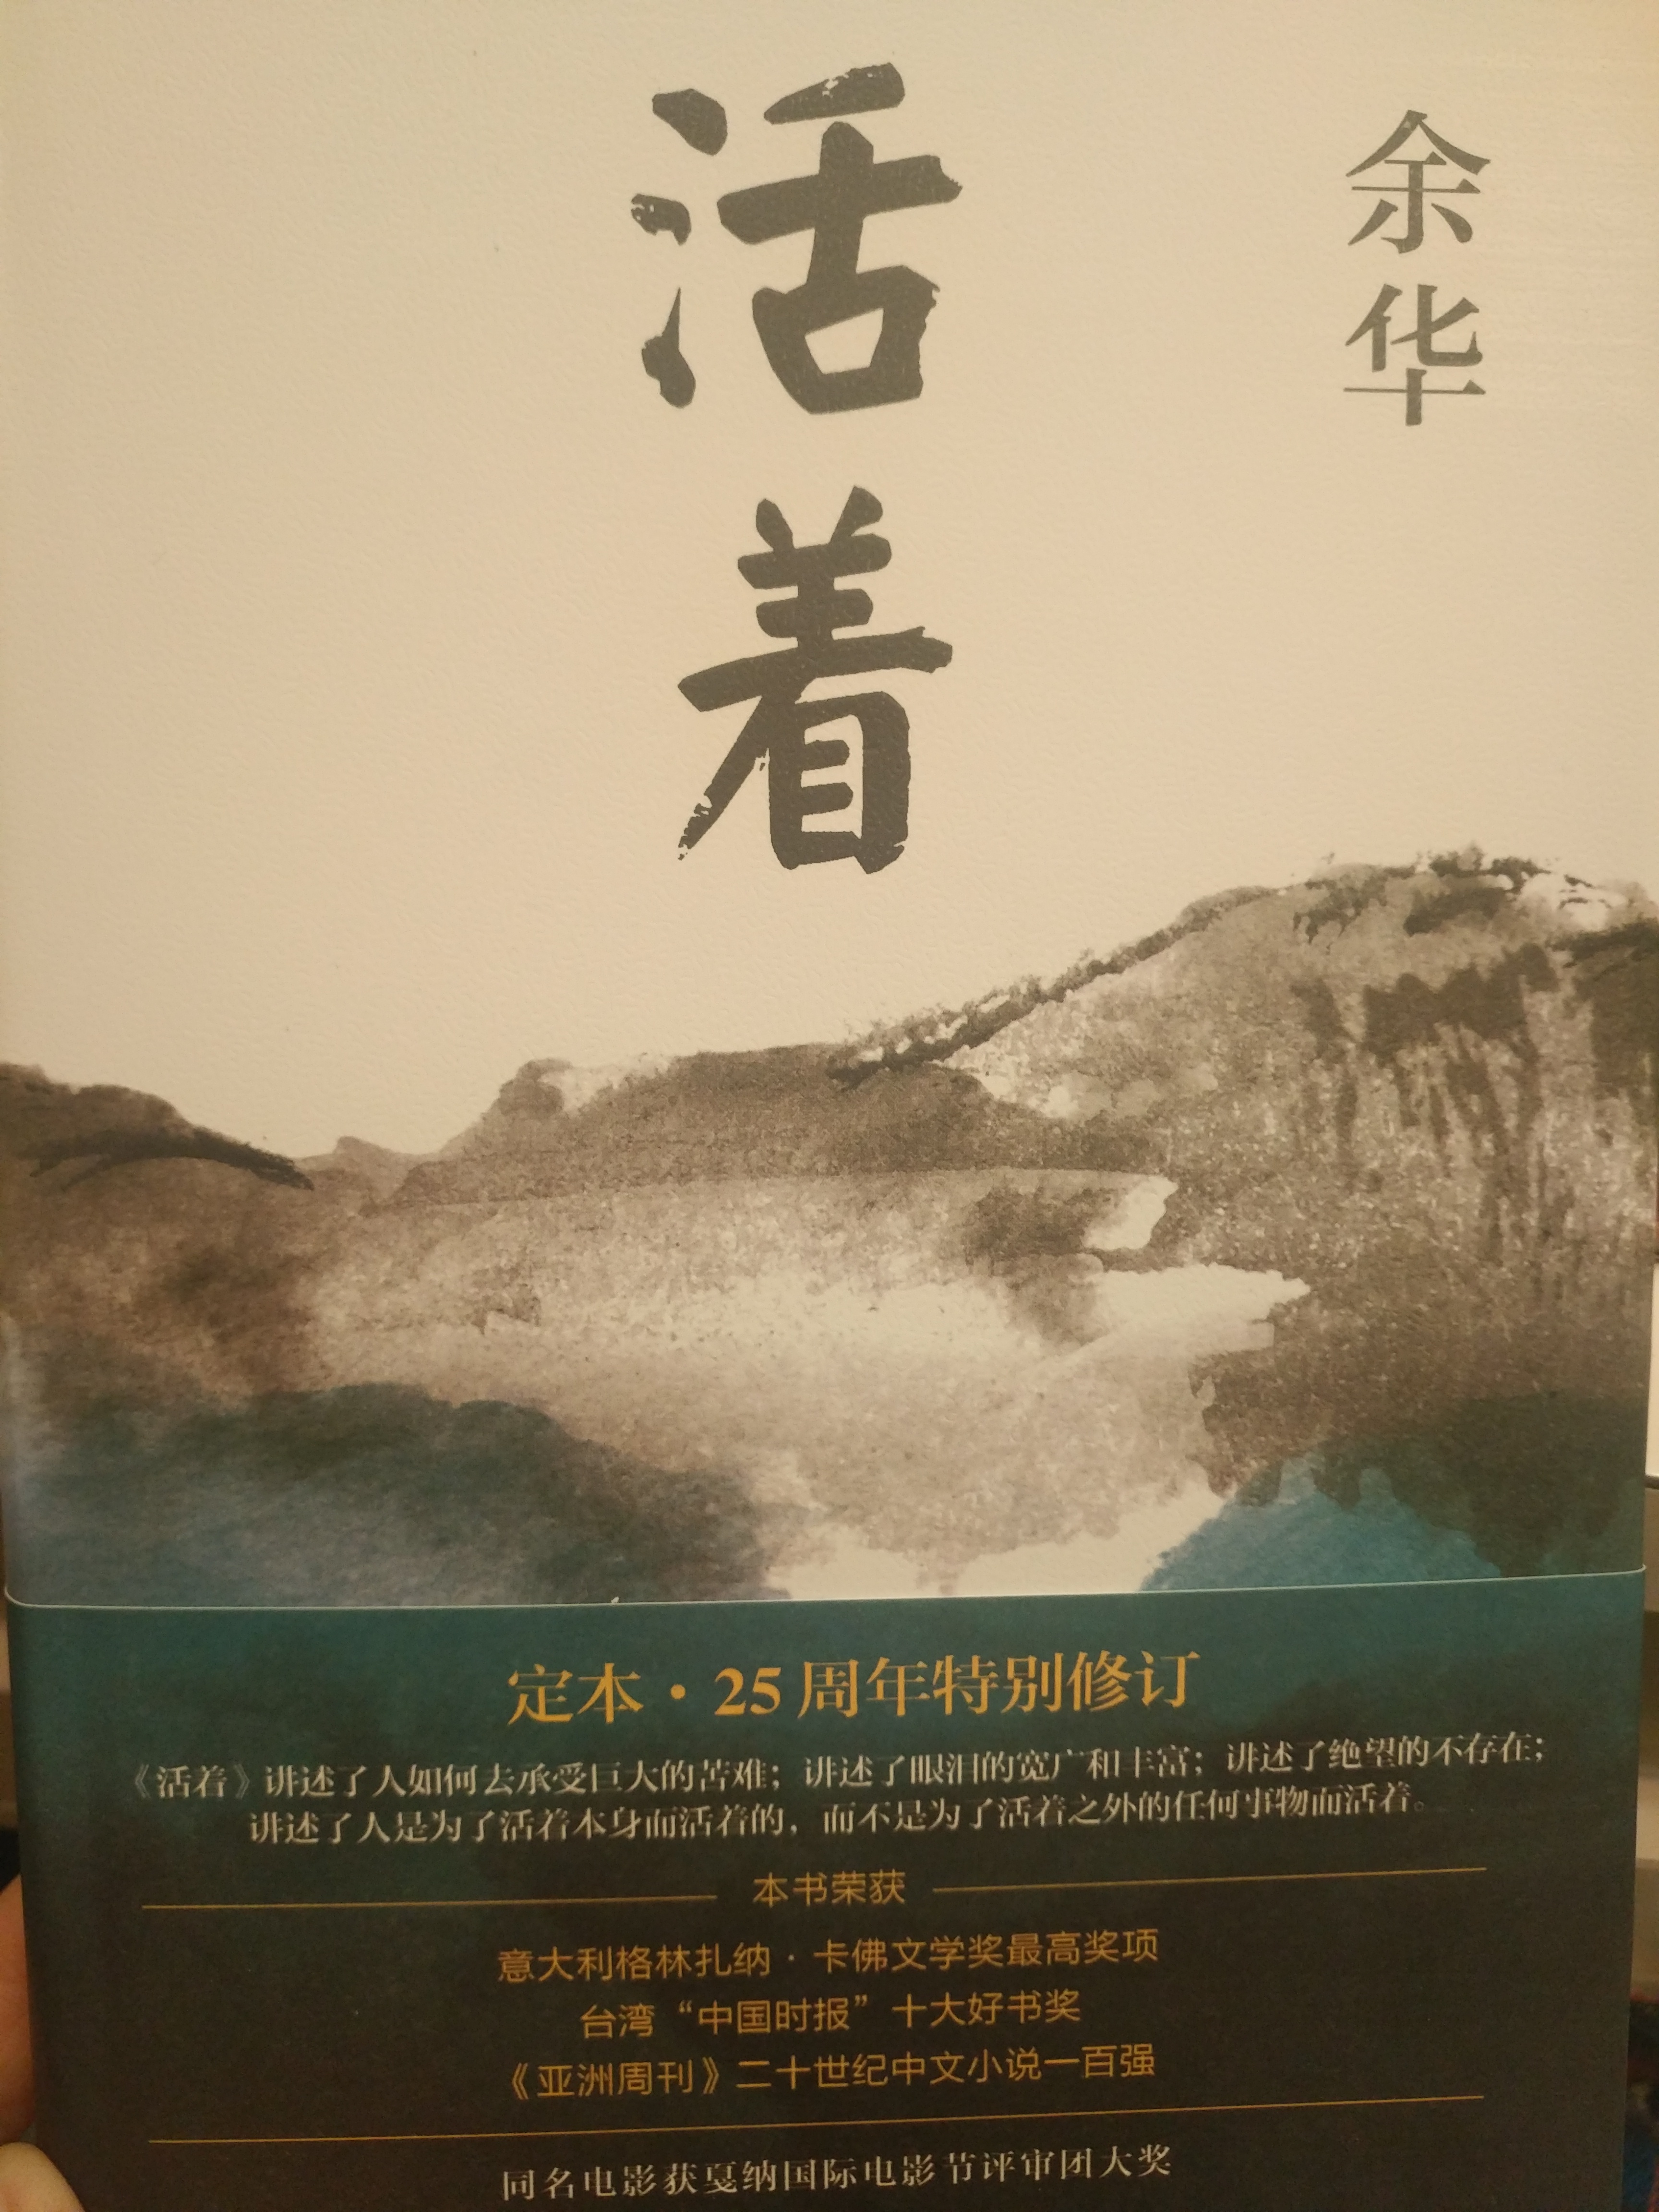 活着
余华
定本·25周年特别修订
《活着》讲述了人如何去承受巨大的苦难；讲述了眼泪的宽广和丰富；讲述了绝望的不存在；
讲述了人是为了活着本身而活着的，而不是为了活着之外的任何事物而活着。
本书荣获
意大利格林扎纳·卡佛文学奖最高奖项
台湾“中国时报”十大好书奖
《亚洲周刊》二十世纪中文小说一百强
同名电影获戛纳国际电影节评审团大奖